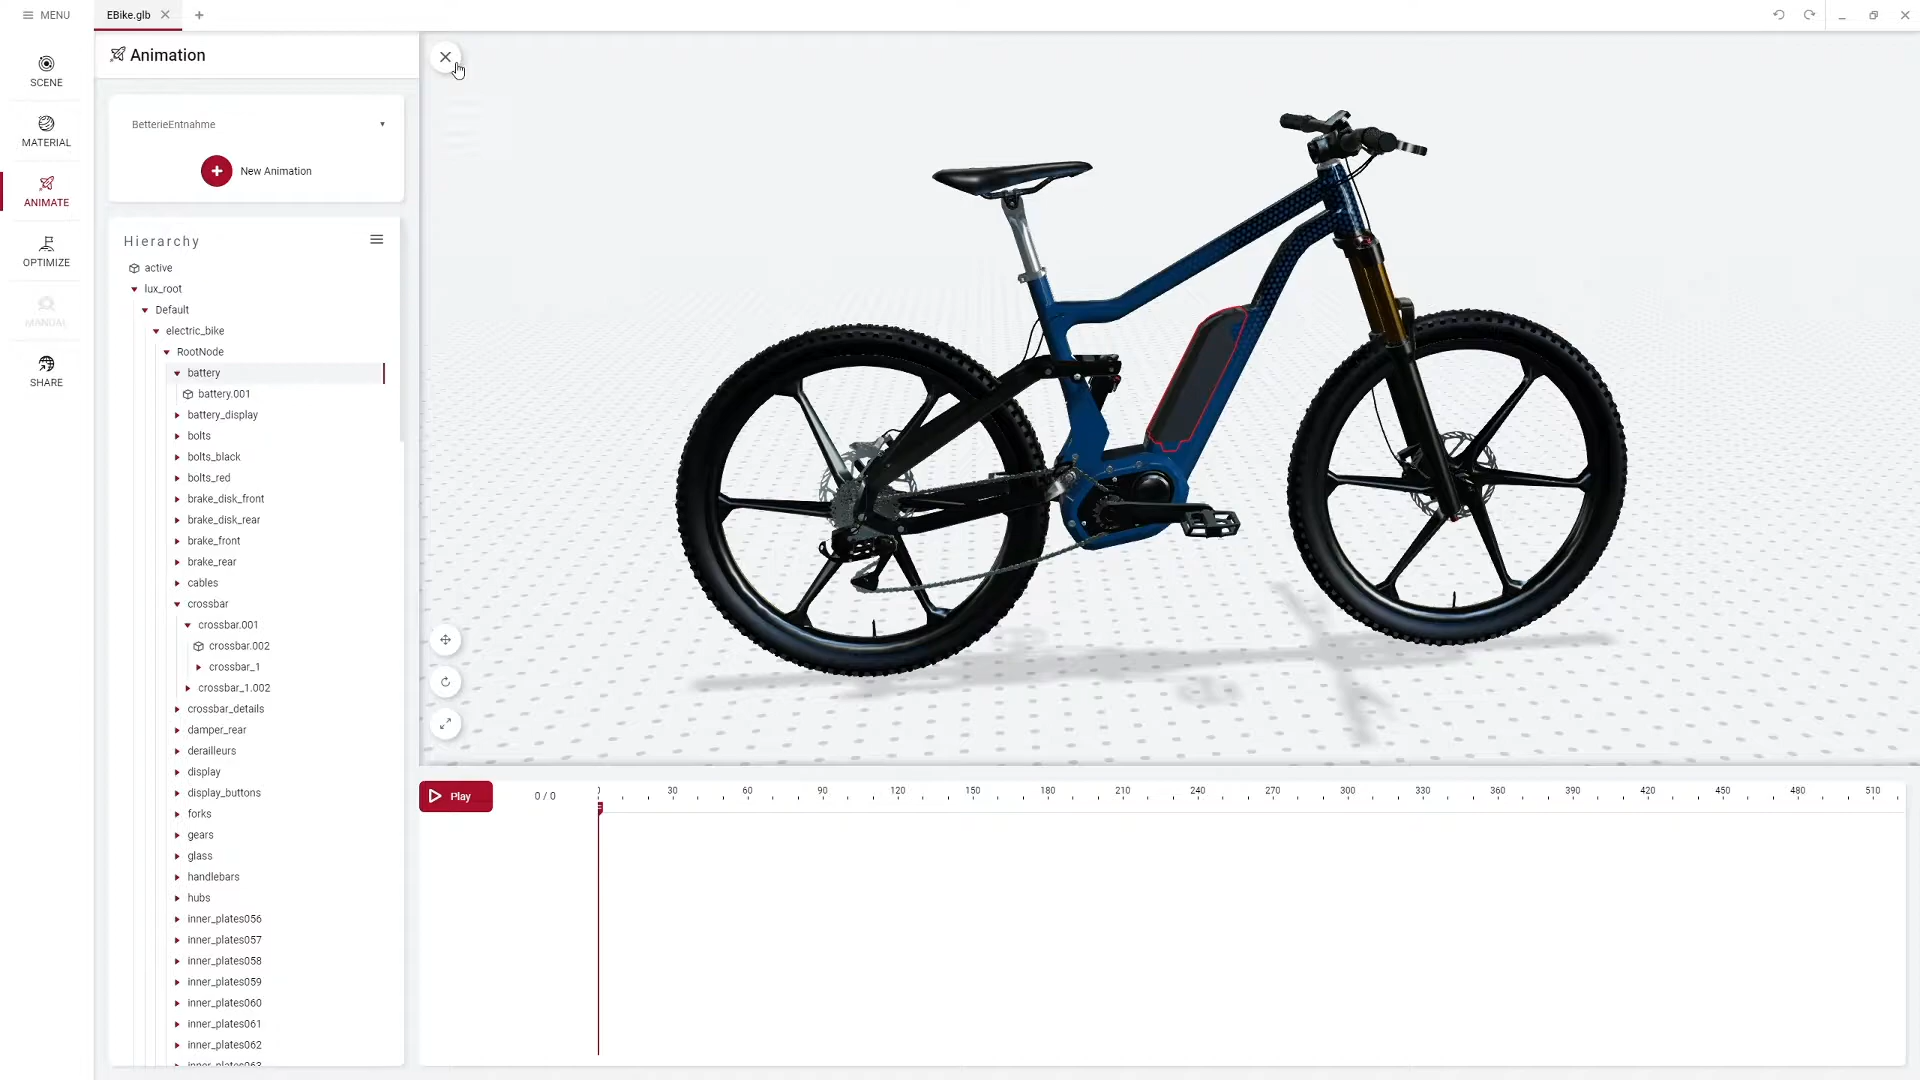 MENU
EBike.glb
SCENE
MATERIAL
ANIMATE
OPTIMIZE
MANUAL
SHARE
Animation
BetterieEntnahme
New Animation
Hierarchy
active
lux_root
Default
electric_bike
RootNode
battery
battery.001
battery_display
bolts
bolts_black
bolts_red
brake_disk_front
brake_disk_rear
brake_front
brake_rear
cables
crossbar
crossbar.001
crossbar.002
crossbar_1
crossbar_1.002
crossbar_details
damper_rear
derailleurs
display
display_buttons
forks
gears
glass
handlebars
hubs
inner_plates056
inner_plates057
inner_plates058
inner_plates059
inner_plates060
inner_plates061
inner_plates062
inner_plates063
Play
0 / 0
30 60 90 120 150 180 210 240 270 300 330 360 390 420 450 480 510